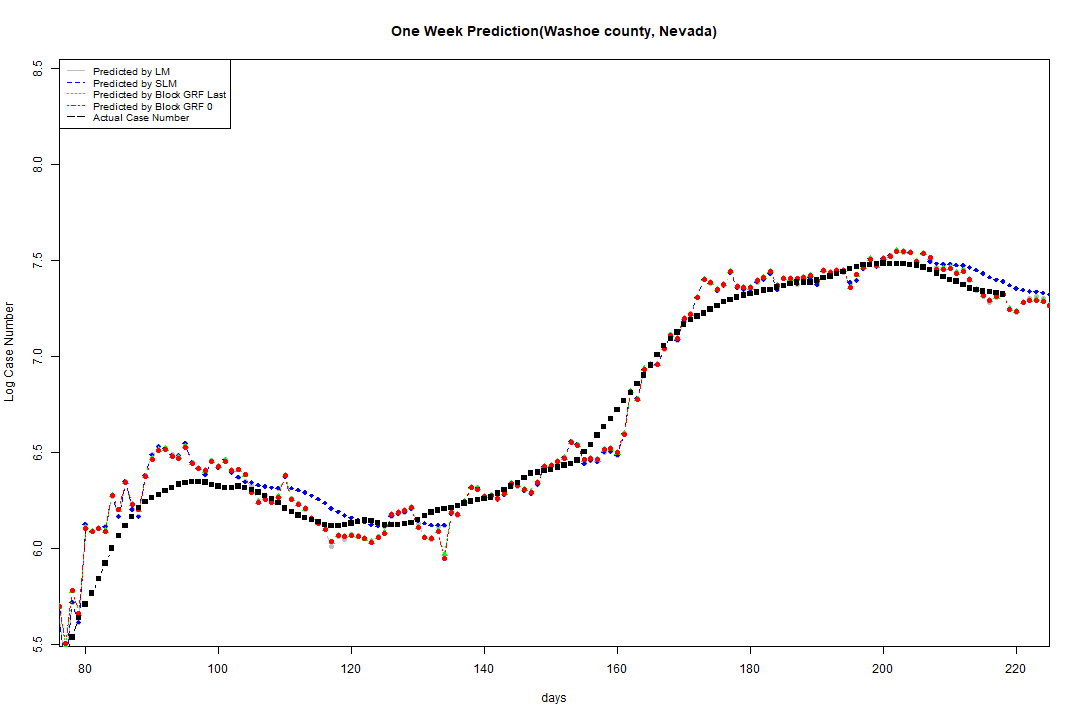 One Week Prediction(Washoe county, Nevada)
Predicted by LM
Predicted by SLM
Predicted by Block GRF Last
Predicted by Block GRF 0
Actual Case Number
8.5
8.0
7.5
7.0
6.5
6.0
5.5
Log Case Number
80 100 120 140 160 180 200 220
days